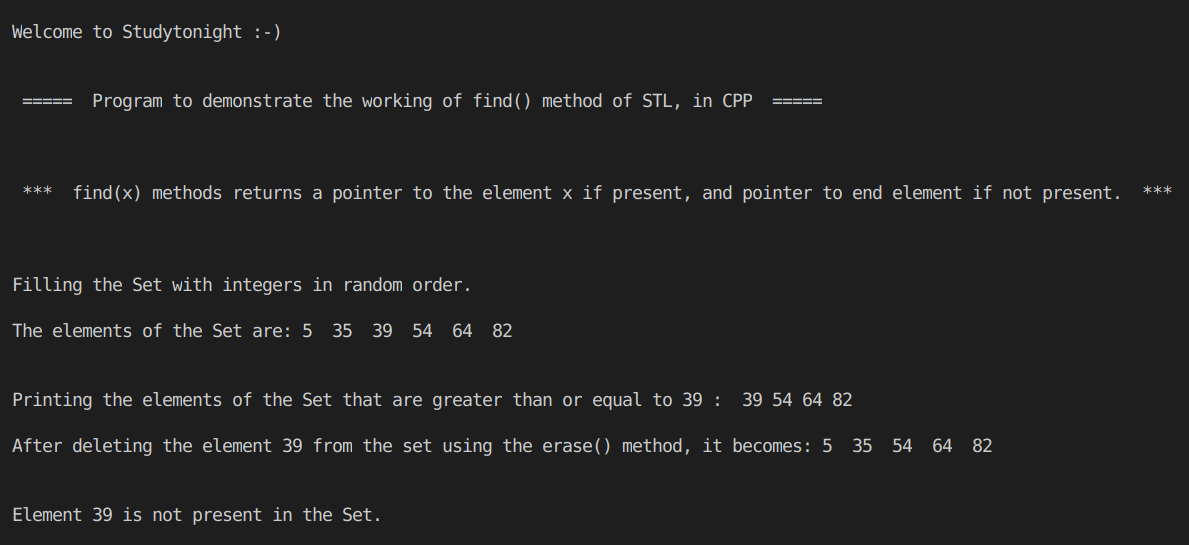 Welcome to Studytonight :-)
===== Program to demonstrate the working of find() method of STL, in CPP =====
*** find(x) methods returns a pointer to the element x if present, and pointer to end element if not present. ***
Filling the Set with integers in random order.
The elements of the Set are: 5 35 39 54 64 82
Printing the elements of the Set that are greater than or equal to 39 : 39 54 64 82
After deleting the element 39 from the set using the erase() method, it becomes: 5 35 54 64 82
Element 39 is not present in the Set.